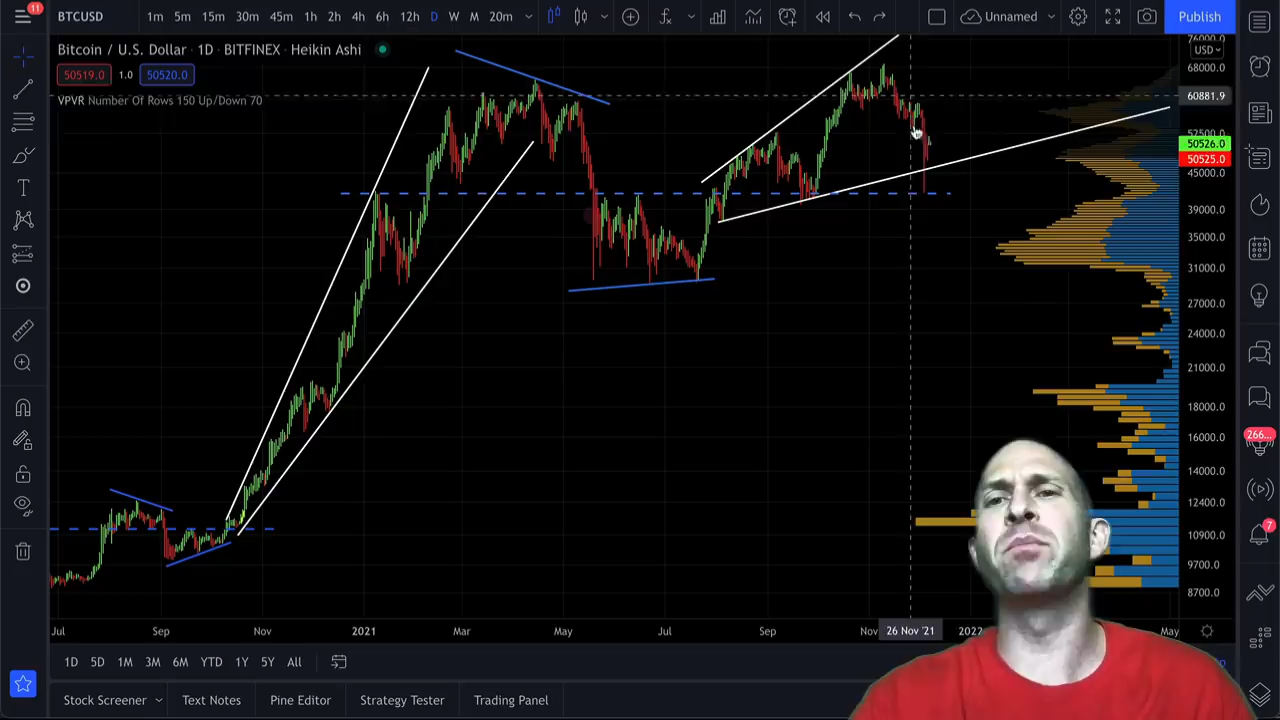 11
BTCUSD 1m 5m 15m 30m 45m 1h 2h 4h 6h 12h D W M 20m Unnamed Publish
Bitcoin / U.S. Dollar · 1D · BITFINEX · Heikin Ashi
50519.0 1.0 50520.0
VPVR Number Of Rows 150 Up/Down 70
76000.0
USD
68000.0
60881.9
52500.0
50526.0
50525.0
45000.0
39000.0
35000.0
31000.0
27000.0
24000.0
21000.0
18000.0
16000.0
14000.0
12400.0
10900.0
9700.0
8700.0
266...
7
Jul Sep Nov 2021 Mar May Jul Sep Nov 26 Nov '21 2022 May
1D 5D 1M 3M 6M YTD 1Y 5Y All
Stock Screener Text Notes Pine Editor Strategy Tester Trading Panel